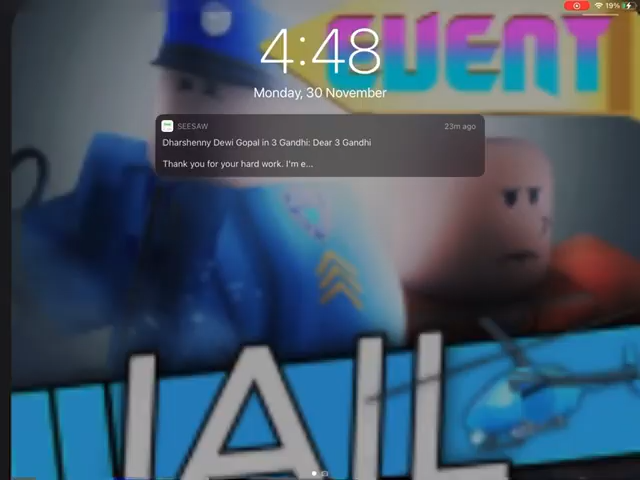 19%
4:48
Monday, 30 November
EVENT
SEESAW
23m ago
Dharshenny Dewi Gopal in 3 Gandhi: Dear 3 Gandhi
Thank you for your hard work. I'm e...
JAIL